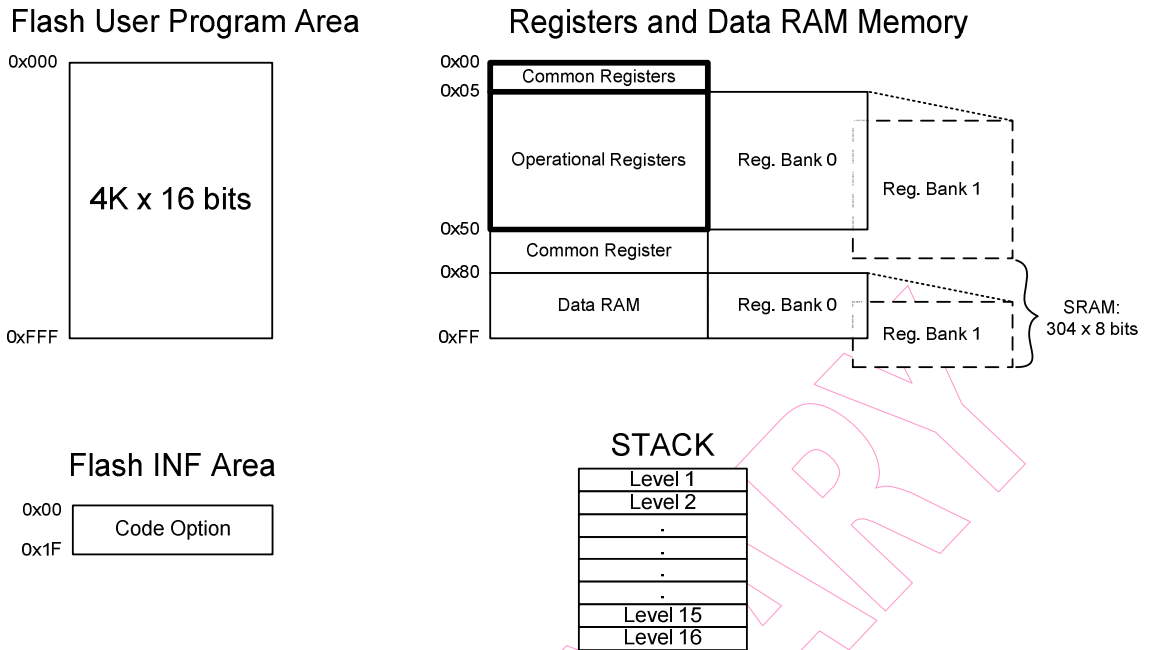 Flash User Program Area
0x000
4K x 16 bits
0xFFF
Registers and Data RAM Memory
0x00
Common Registers
0x05
Operational Registers
Reg. Bank 0
Reg. Bank 1
0x50
Common Register
0x80
Data RAM
Reg. Bank 0
Reg. Bank 1
0xFF
SRAM:
304 x 8 bits
Flash INF Area
0x00
Code Option
0x1F
STACK
Level 1
Level 2
.
.
.
.
Level 15
Level 16